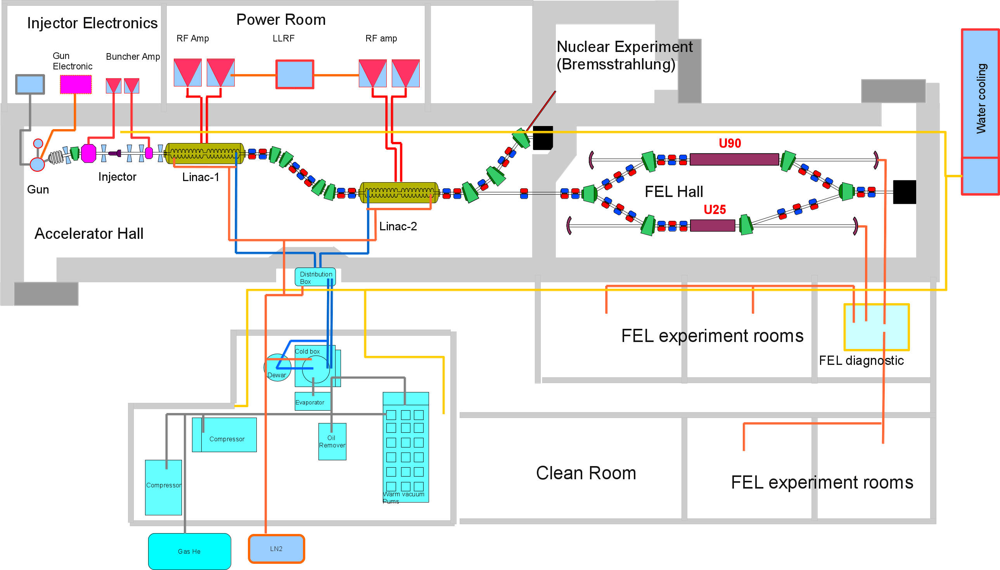 Injector Electronics
Power Room
RF Amp
LLRF
RF amp
Nuclear Experiment
(Bremsstrahlung)
Gun
Electronic
Buncher Amp
Water cooling
U90
Injector
Linac-1
Gun
FEL Hall
U25
Linac-2
Accelerator Hall
Distribution
Box
FEL experiment rooms
Cold box
FEL diagnostic
Dewar
Evaporator
Compressor
Oil
Remover
Clean Room
FEL experiment rooms
Compressor
Warm vacuum
Pums
Gas He
LN2